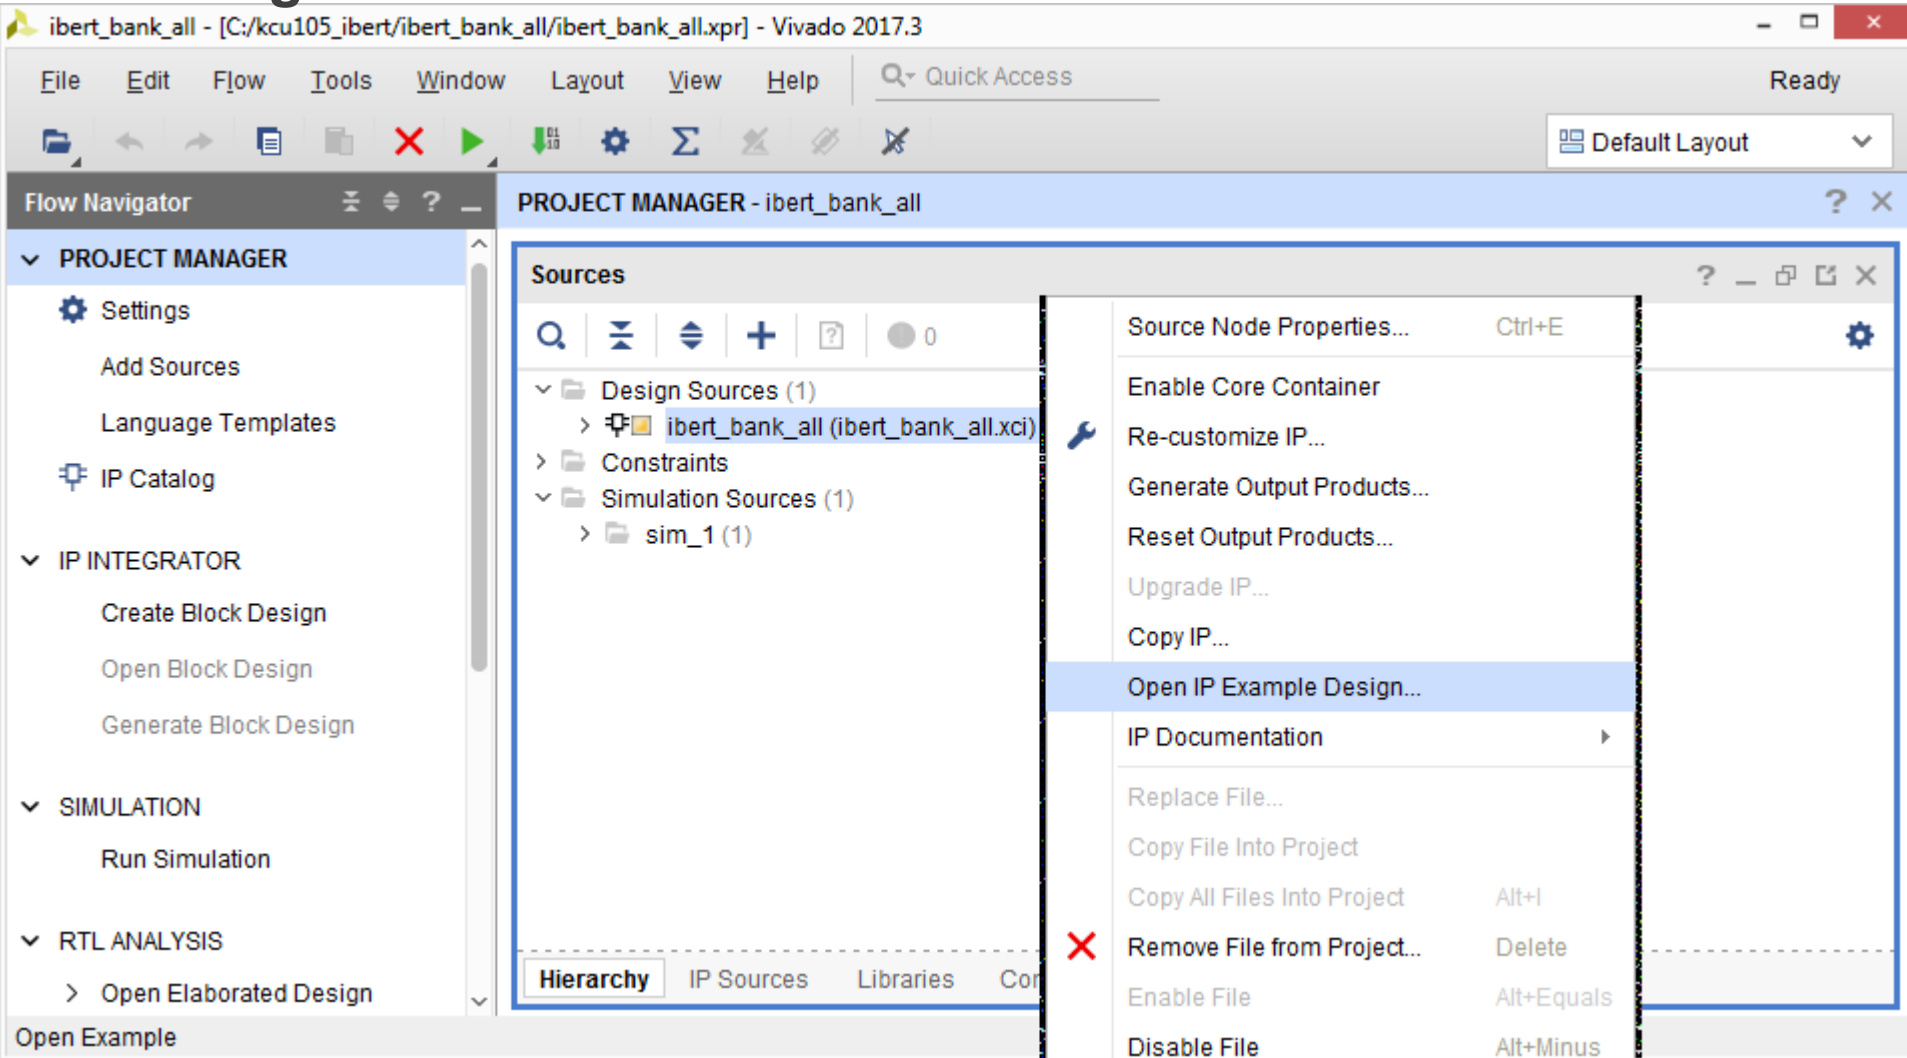 ibert_bank_all - [C:/kcu105_ibert/ibert_bank_all/ibert_bank_all.xpr] - Vivado 2017.3
File Edit Flow Tools Window Layout View Help Quick Access Ready
Default Layout
Flow Navigator ? PROJECT MANAGER - ibert_bank_all ?
PROJECT MANAGER
Settings
Add Sources
Language Templates
IP Catalog
IP INTEGRATOR
Create Block Design
Open Block Design
Generate Block Design
SIMULATION
Run Simulation
RTL ANALYSIS
Open Elaborated Design
Sources ?
? 0
Design Sources (1)
ibert_bank_all (ibert_bank_all.xci)
Constraints
Simulation Sources (1)
sim_1 (1)
Hierarchy IP Sources Libraries
Source Node Properties... Ctrl+E
Enable Core Container
Re-customize IP...
Generate Output Products...
Reset Output Products...
Upgrade IP...
Copy IP...
Open IP Example Design...
IP Documentation
Replace File...
Copy File Into Project
Copy All Files Into Project Alt+I
Remove File from Project... Delete
Enable File Alt+Equals
Disable File Alt+Minus
Open Example